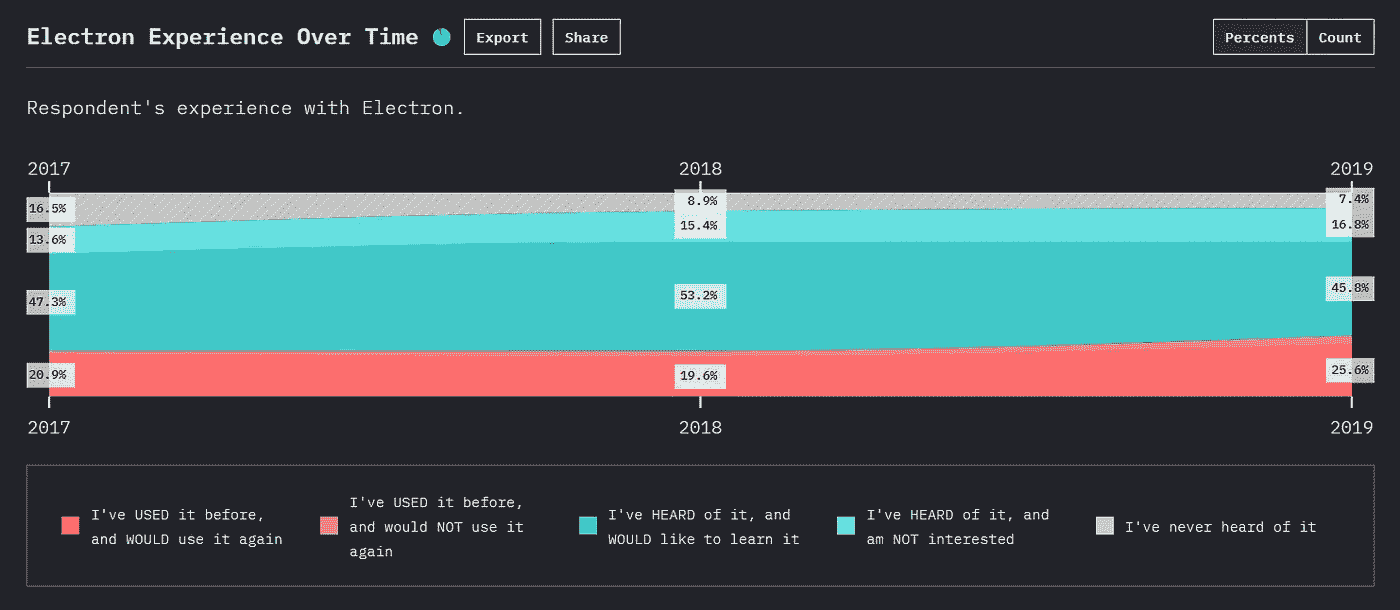 Electron Experience Over Time Export Share Percents Count
Respondent's experience with Electron.
2017 2018 2019
16.5% 8.9% 7.4%
13.6% 15.4% 16.8%
47.3% 53.2% 45.8%
20.9% 19.6% 25.6%
2017 2018 2019
I've USED it before,
and WOULD use it again
I've USED it before,
and would NOT use it
again
I've HEARD of it, and
WOULD like to learn it
I've HEARD of it, and
am NOT interested
I've never heard of it